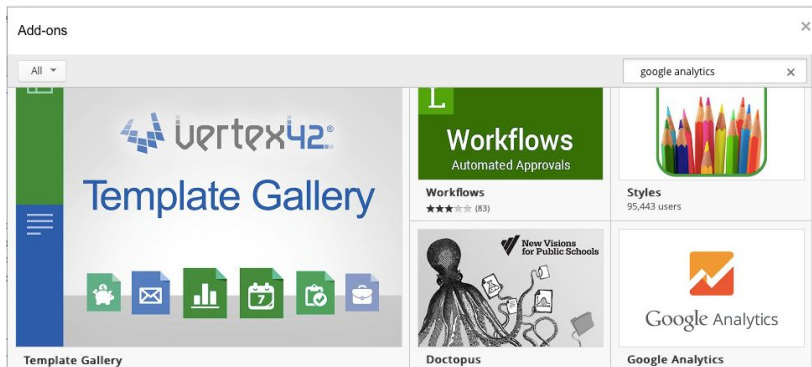 Add-ons
All
google analytics
vertex42®
Template Gallery
7
L
Workflows
Automated Approvals
Workflows
(83)
Styles
95,443 users
New Visions
for Public Schools
Google Analytics
Template Gallery
Doctopus
Google Analytics